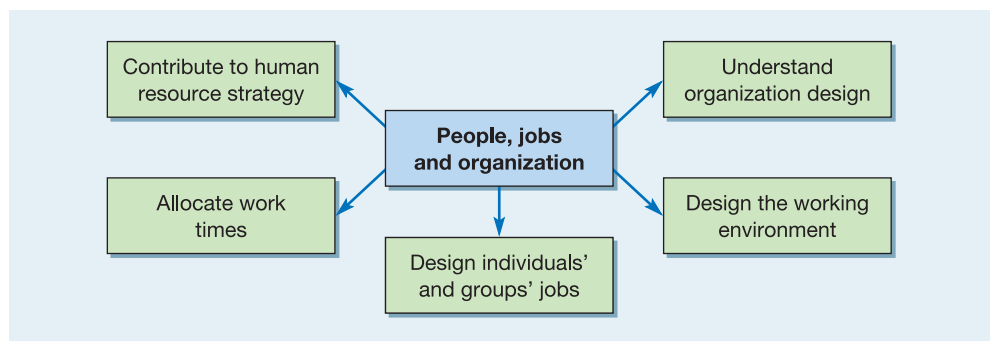 Contribute to human
resource strategy
Understand
organization design
People, jobs
and organization
Allocate work
times
Design the working
environment
Design individuals’
and groups’ jobs